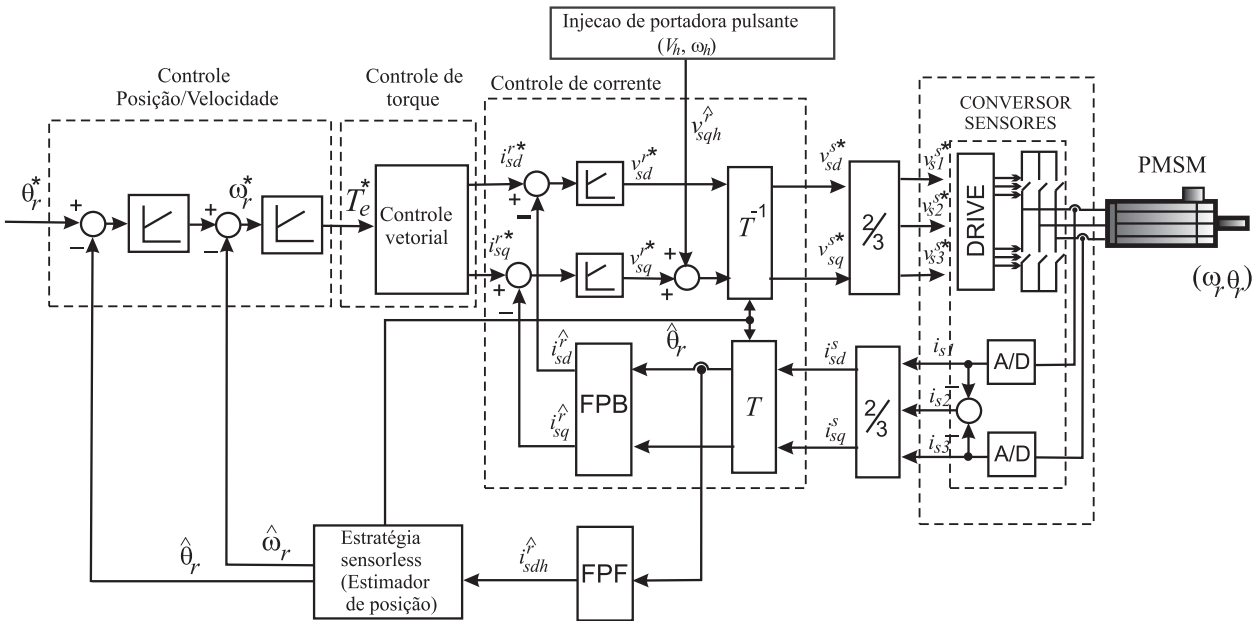 Injecao de portadora pulsante
(V_h, ω_h)
Controle
Posição/Velocidade
Controle de
torque
Controle de corrente
CONVERSOR
SENSORES
PMSM
θ_r^*
+
−
ω_r^*
+
−
T_e^*
Controle
vetorial
i_sd^r*
+
−
v_sd^r*
v_sqh^r̂
i_sq^r*
+
−
v_sq^r*
+
+
T^-1
v_sd^s*
v_sq^s*
2/3
v_s1^s*
v_s2^s*
v_s3^s*
DRIVE
(ω_r θ_r)
θ̂_r
i_sd^r̂
i_sq^r̂
FPB
T
i_sd^s
i_sq^s
2/3
i_s1
i_s2
i_s3
−
−
A/D
A/D
θ̂_r
ω̂_r
Estratégia
sensorless
(Estimador
de posição)
i_sdh^r̂
FPF